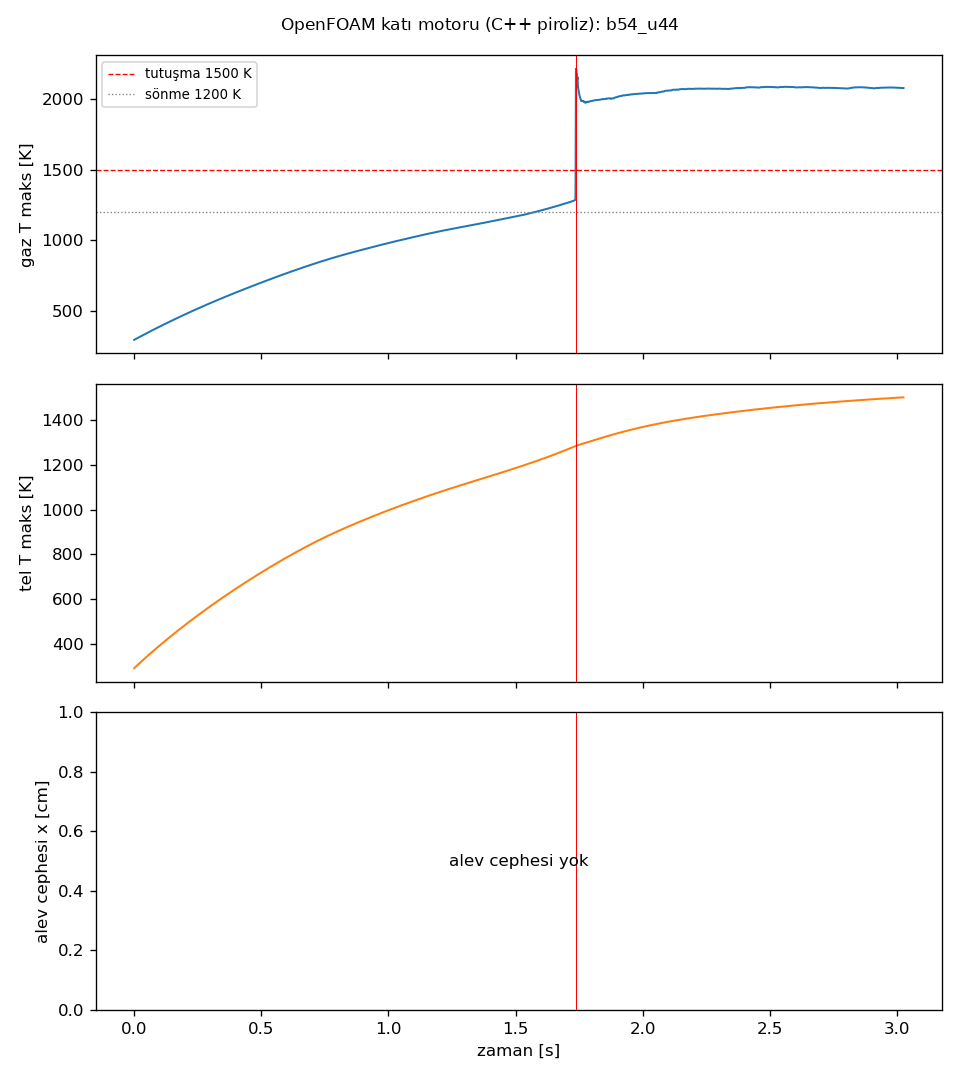 OpenFOAM katı motoru (C++ piroliz): b54_u44
tutuşma 1500 K
sönme 1200 K
gaz T maks [K]
2000
1500
1000
500
tel T maks [K]
1400
1200
1000
800
600
400
alev cephesi x [cm]
1.0
0.8
0.6
0.4
0.2
0.0
alev cephesi yok
0.0 0.5 1.0 1.5 2.0 2.5 3.0
zaman [s]